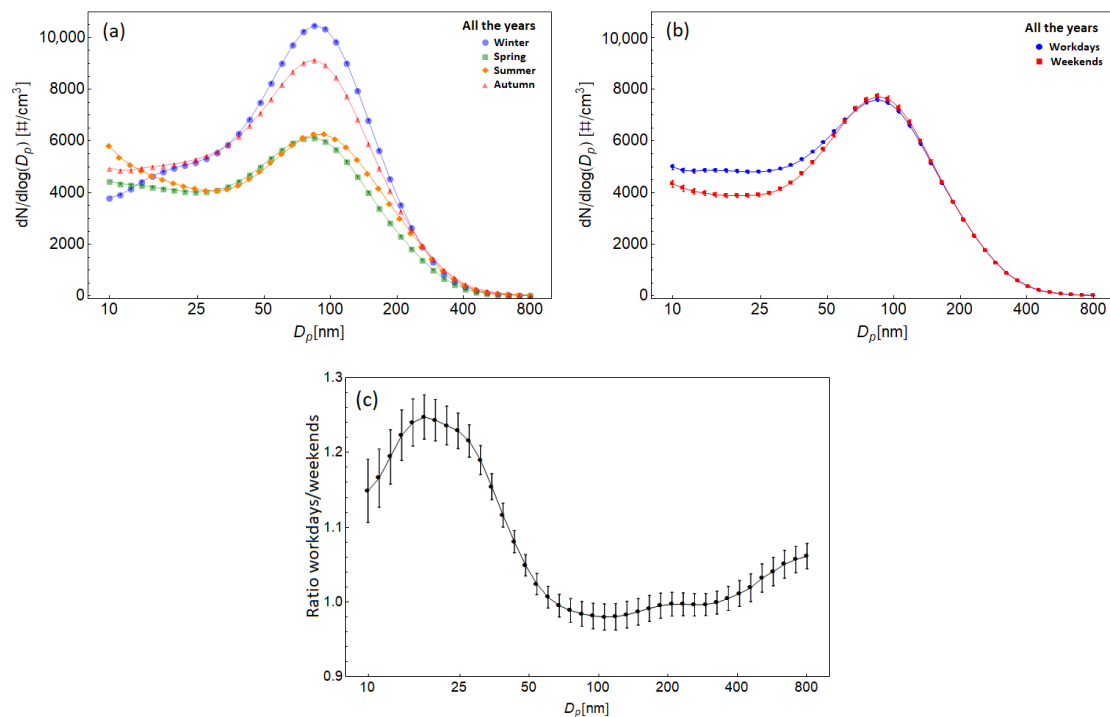 (a)
All the years
Winter
Spring
Summer
Autumn
dN/dlog(Dp) [#/cm3]
10,000
8000
6000
4000
2000
0
10
25
50
100
200
400
800
Dp[nm]
(b)
All the years
Workdays
Weekends
dN/dlog(Dp) [#/cm3]
10,000
8000
6000
4000
2000
0
10
25
50
100
200
400
800
Dp[nm]
(c)
Ratio workdays/weekends
1.3
1.2
1.1
1.0
0.9
10
25
50
100
200
400
800
Dp[nm]